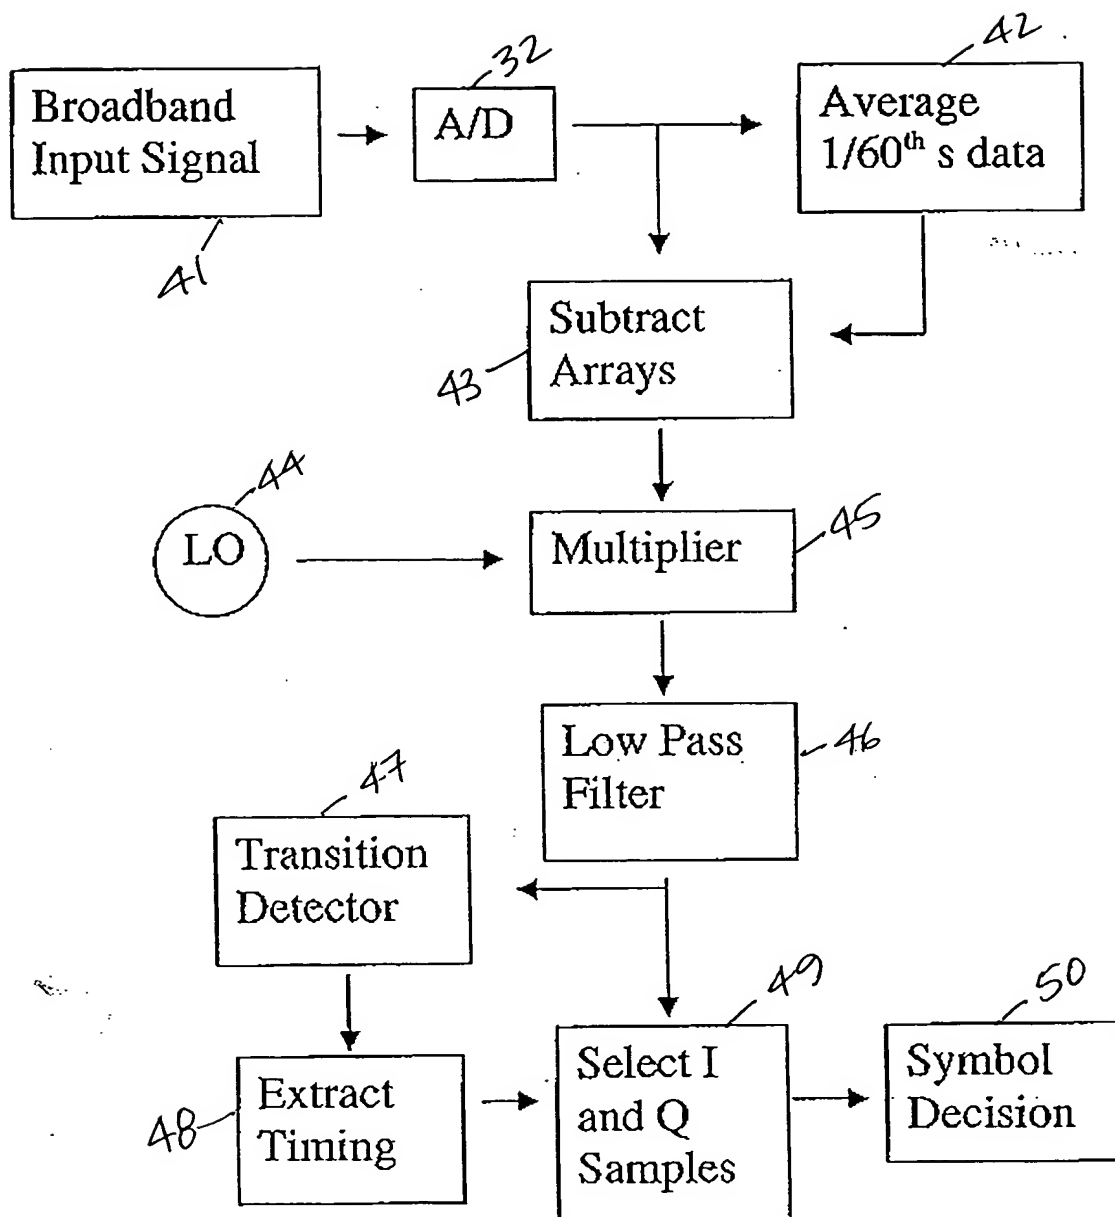 32
42
Broadband
Input Signal
A/D
Average
1/60th s data
41
Subtract
Arrays
43
44
LO
Multiplier
45
Low Pass
Filter
46
47
Transition
Detector
49
50
Extract
Timing
48
Select I
and Q
Samples
Symbol
Decision